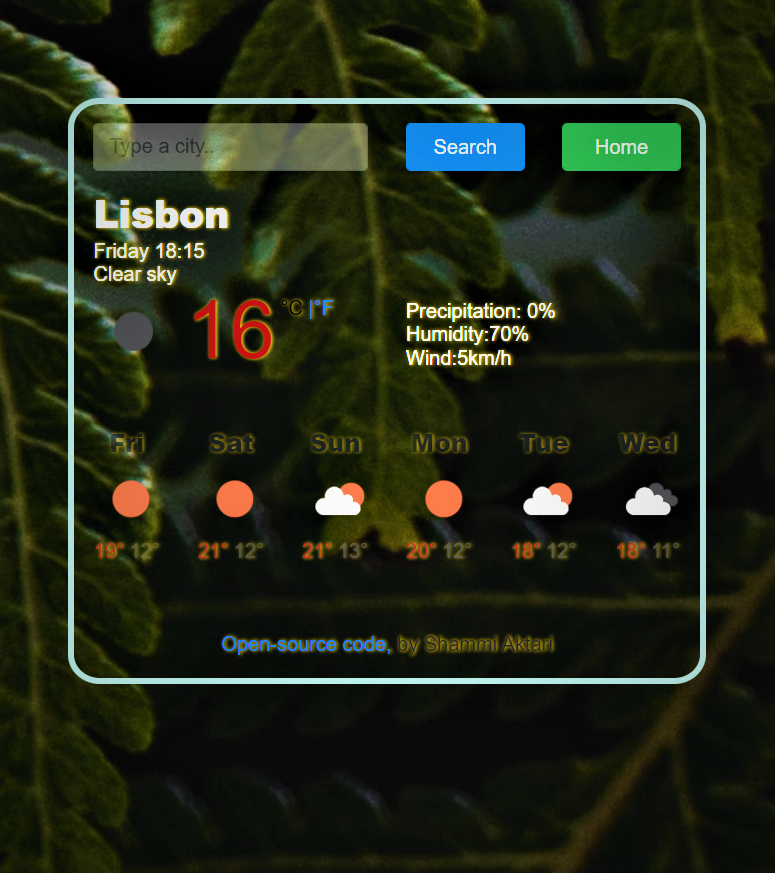 Type a city..
Search
Home
Lisbon
Friday 18:15
Clear sky
16 °C |°F
Precipitation: 0%
Humidity:70%
Wind:5km/h
Fri Sat Sun Mon Tue Wed
19° 12° 21° 12° 21° 13° 20° 12° 18° 12° 18° 11°
Open-source code, by Shammi Aktari